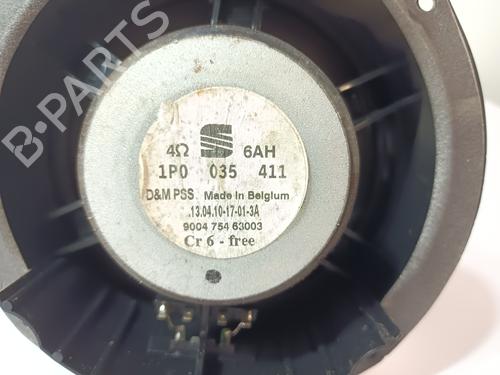 B-PARTS
4Ω 6AH
1P0 035 411
D&M PSS Made in Belgium
.13.04.10-17-01-3A
9004 754 63003
Cr 6 - free